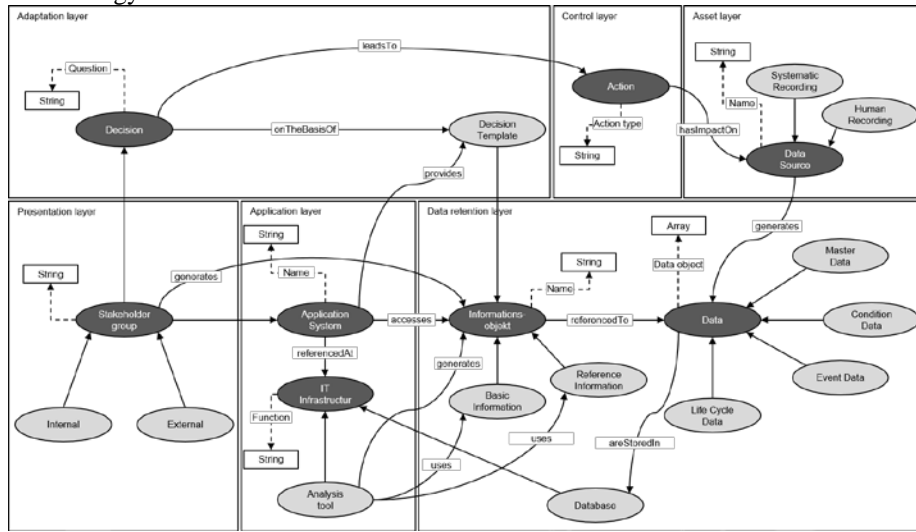 gy
Adaptation layer
Control layer
Asset layer
leadsTo
Question
String
Decision
onTheBasisOf
Decision
Template
provides
Action
Action type
String
hasImpactOn
String
Name
Systematic
Recording
Human
Recording
Data
Source
Presentation layer
Application layer
Data retention layer
String
Stakeholder
group
generates
String
Name
Application
System
accesses
referencedAt
IT
Infrastructur
Function
String
Analysis
tool
Internal
External
String
Name
Informations-
objekt
referencedTo
generates
Basic
Information
Reference
Information
uses
uses
Array
Data object
generates
Data
Master
Data
Condition
Data
Event Data
Life Cycle
Data
areStoredIn
Database